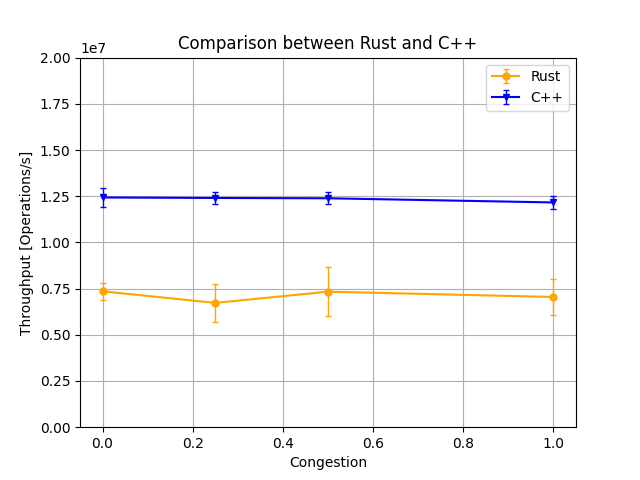 Comparison between Rust and C++
1e7
2.00
1.75
1.50
1.25
1.00
0.75
0.50
0.25
0.00
Throughput [Operations/s]
Rust
C++
0.0 0.2 0.4 0.6 0.8 1.0
Congestion